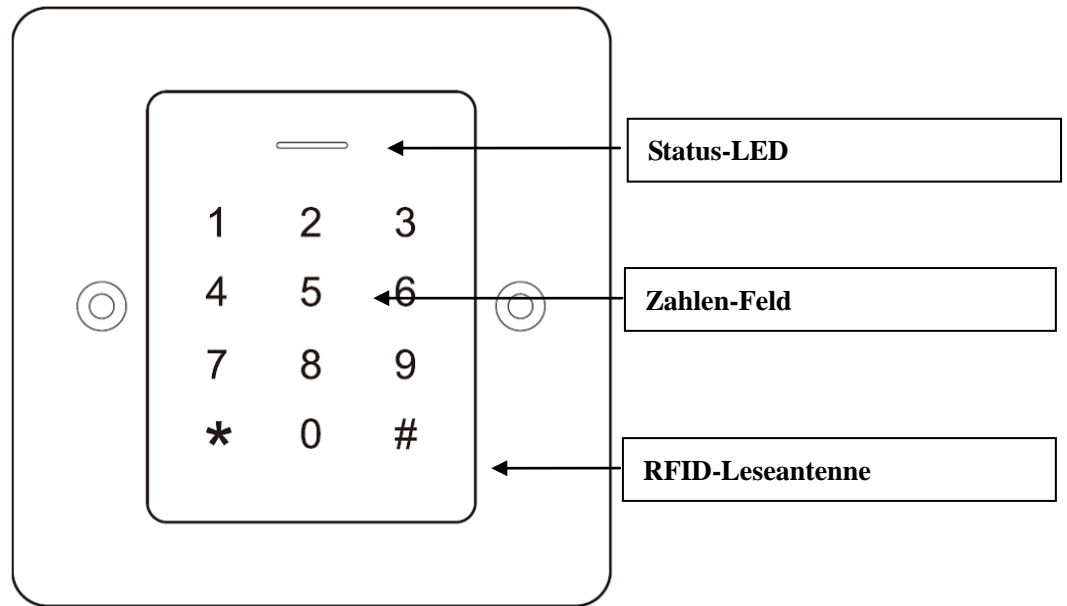 Status-LED
1 2 3
4 5 6
Zahlen-Feld
7 8 9
* 0 #
RFID-Leseantenne